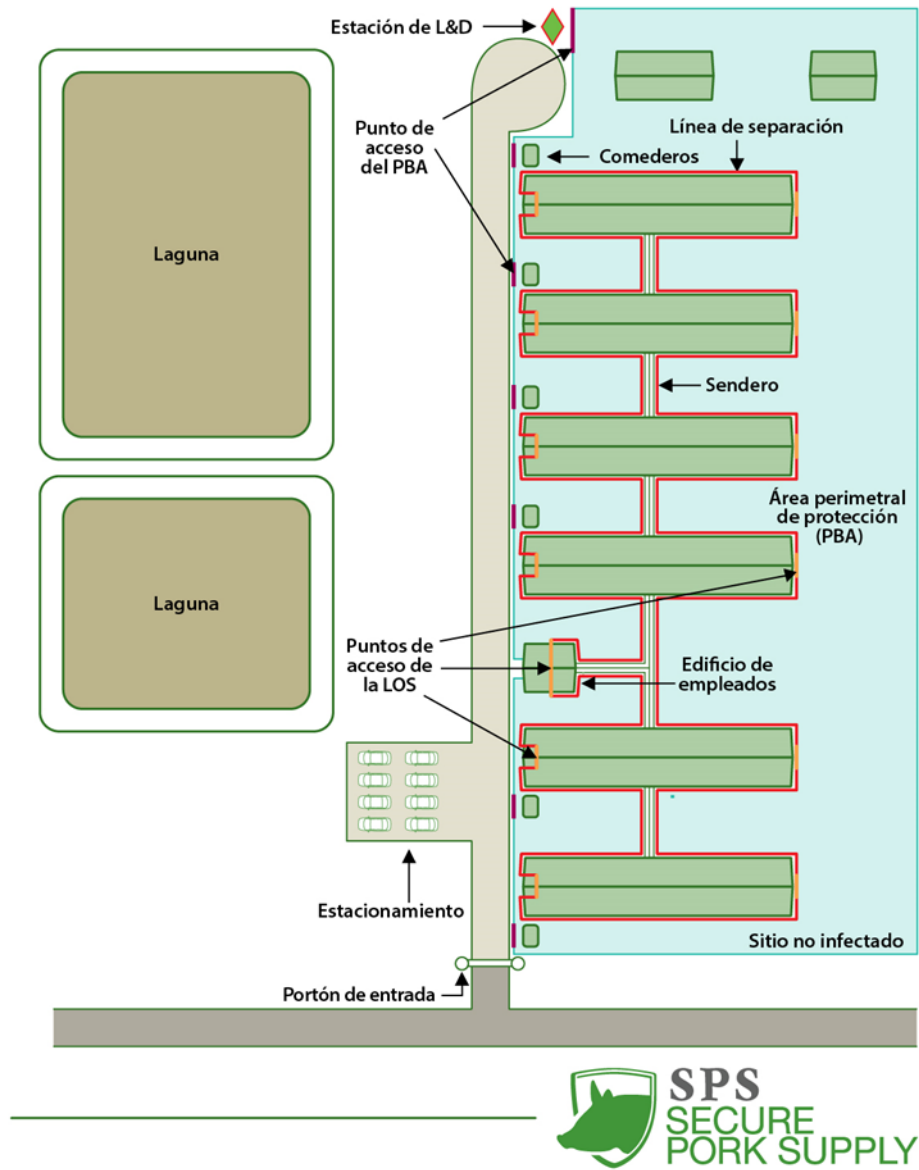 Estación de L&D
Punto de
acceso
del PBA
Línea de separación
Comederos
Laguna
Sendero
Área perimetral
de protección
(PBA)
Laguna
Puntos de
acceso de
la LOS
Edificio de
empleados
Estacionamiento
Sitio no infectado
Portón de entrada
SPS
SECURE
PORK SUPPLY